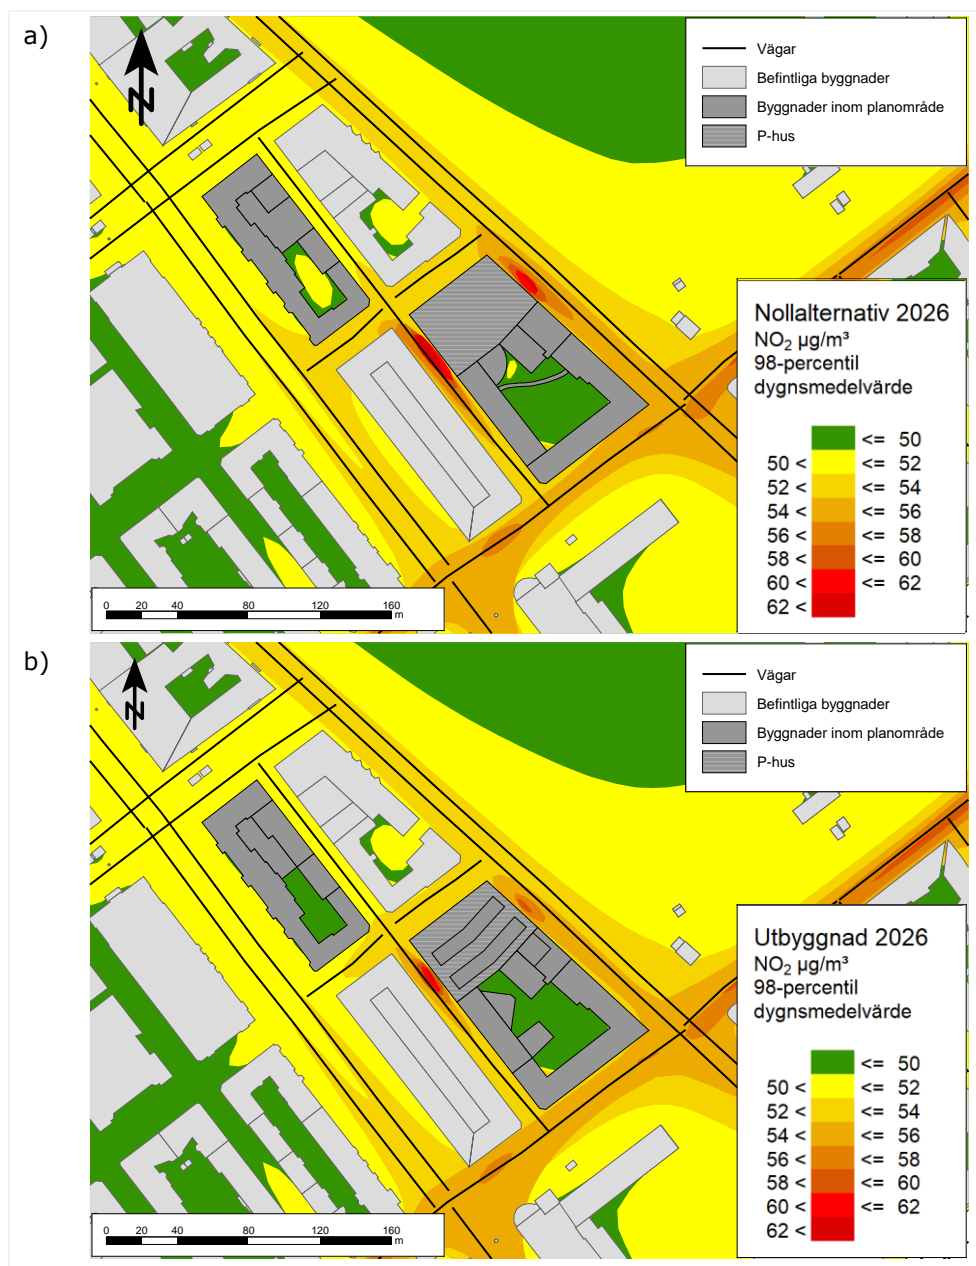 a)
N
Vägar
Befintliga byggnader
Byggnader inom planområde
P-hus
Nollalternativ 2026
NO₂ µg/m³
98-percentil
dygnsmedelvärde
<= 50
50 < <= 52
52 < <= 54
54 < <= 56
56 < <= 58
58 < <= 60
60 < <= 62
62 <
0 20 40 80 120 160
m
b)
N
Vägar
Befintliga byggnader
Byggnader inom planområde
P-hus
Utbyggnad 2026
NO₂ µg/m³
98-percentil
dygnsmedelvärde
<= 50
50 < <= 52
52 < <= 54
54 < <= 56
56 < <= 58
58 < <= 60
60 < <= 62
62 <
0 20 40 80 120 160
m